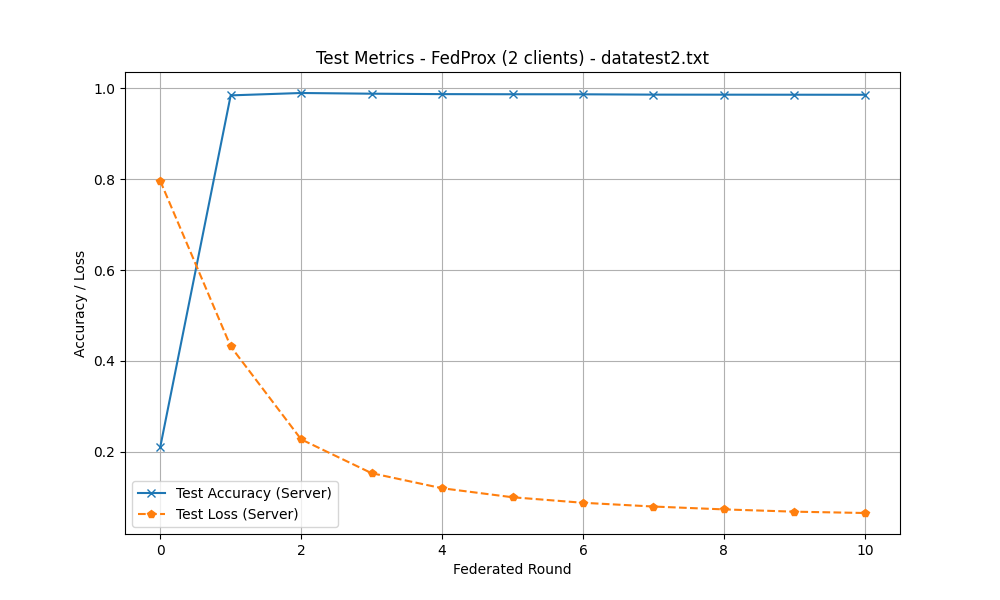 Test Metrics - FedProx (2 clients) - datatest2.txt
1.0
0.8
0.6
0.4
0.2
Accuracy / Loss
Test Accuracy (Server)
Test Loss (Server)
0 2 4 6 8 10
Federated Round